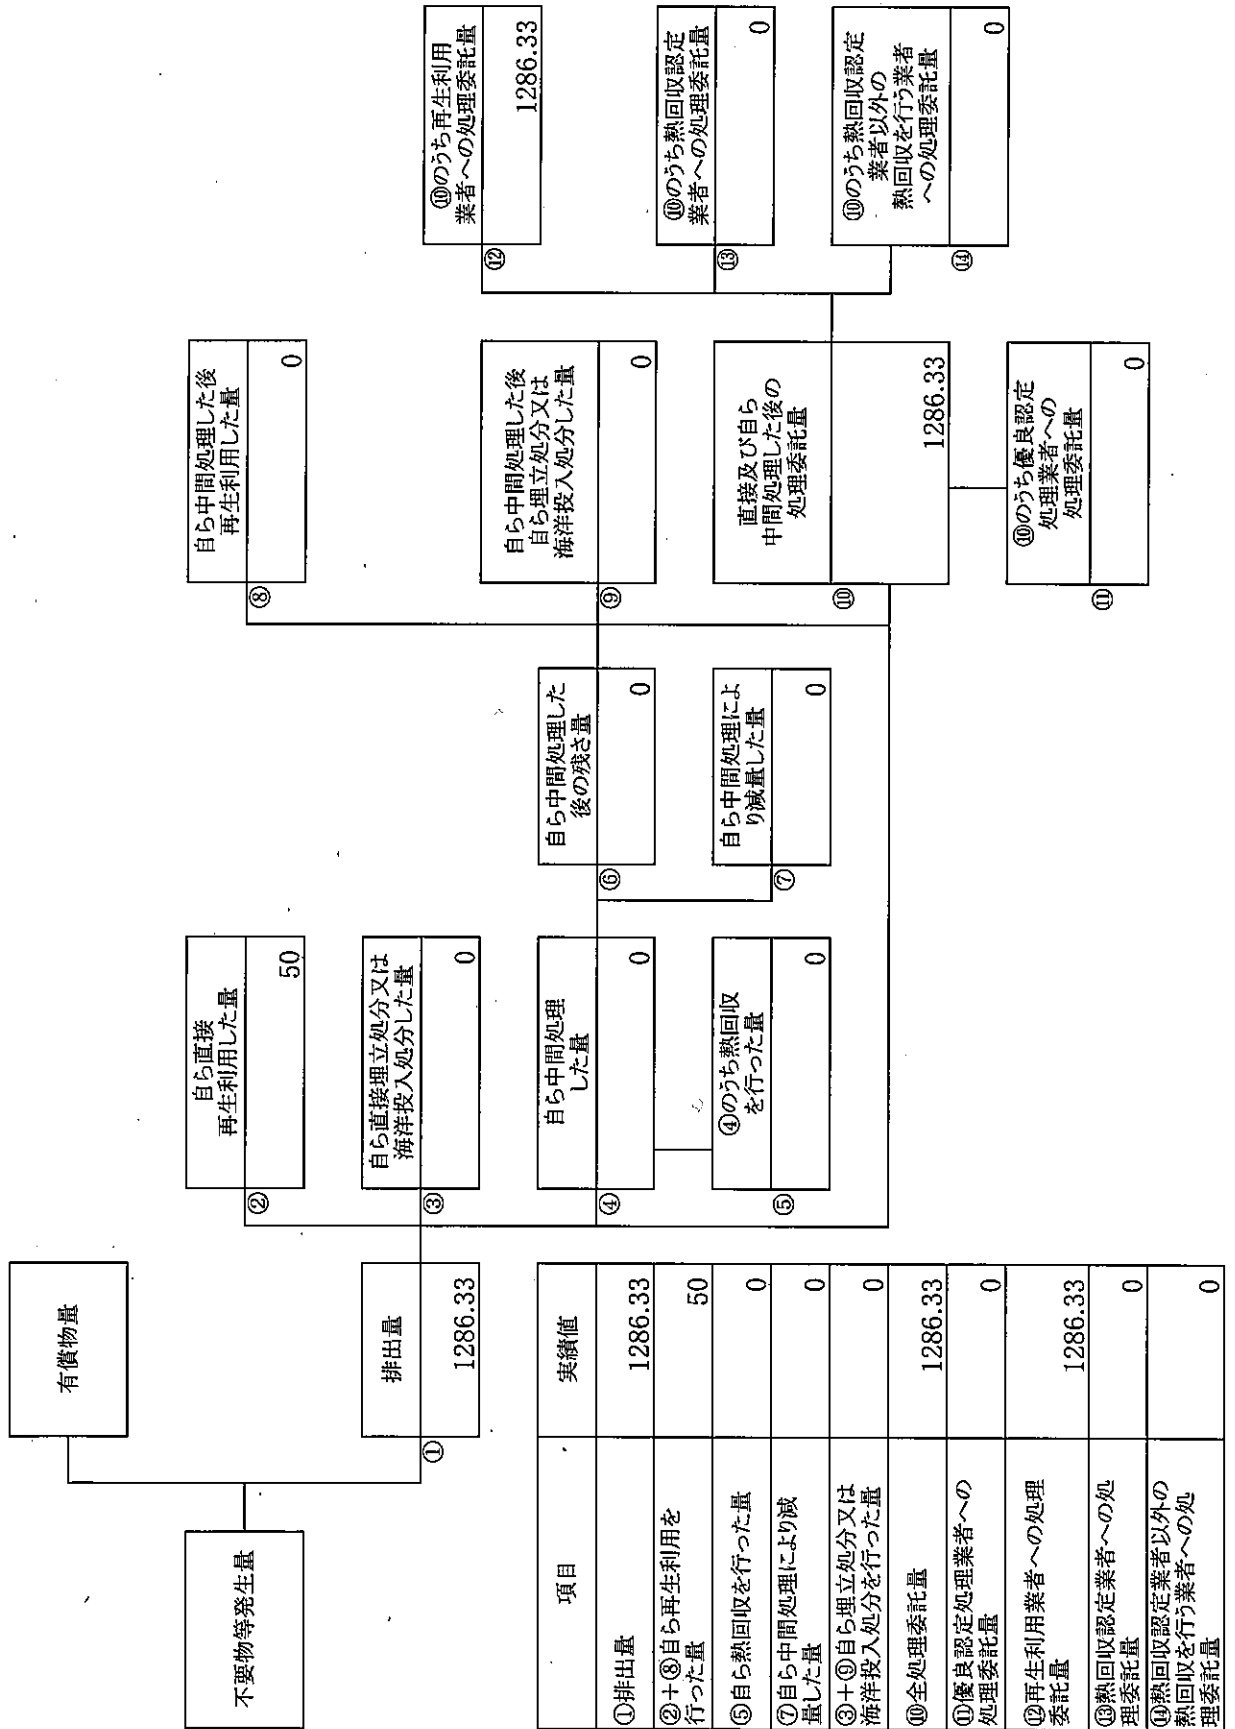 不要物等発生量
有償物量
排出量
①
1286.33
自ら直接
再生利用した量
②
50
自ら直接埋立処分又は
海洋投入処分した量
③
0
自ら中間処理
した量
④
0
④のうち熱回収
を行った量
⑤
0
自ら中間処理した
後の残さ量
⑥
0
自ら中間処理によ
り減量した量
⑦
0
自ら中間処理した後
再生利用した量
⑧
0
自ら中間処理した後
自ら埋立処分又は
海洋投入処分した量
⑨
0
直接及び自ら
中間処理した後の
処理委託量
⑩
1286.33
⑩のうち優良認定
処理業者への
処理委託量
⑪
0
⑩のうち再生利用
業者への処理委託量
⑫
1286.33
⑩のうち熱回収認定
業者への処理委託量
⑬
0
⑩のうち熱回収認定
業者以外の
熱回収を行う業者
への処理委託量
⑭
0
項目 実績値
①排出量 1286.33
②+⑧自ら再生利用を
行った量 50
⑤自ら熱回収を行った量 0
⑦自ら中間処理により減
量した量 0
③+⑨自ら埋立処分又は
海洋投入処分を行った量 0
⑩全処理委託量 1286.33
⑪優良認定処理業者への
処理委託量 0
⑫再生利用業者への処理
委託量 1286.33
⑬熱回収認定業者への処
理委託量 0
⑭熱回収認定業者以外の
熱回収を行う業者への処
理委託量 0